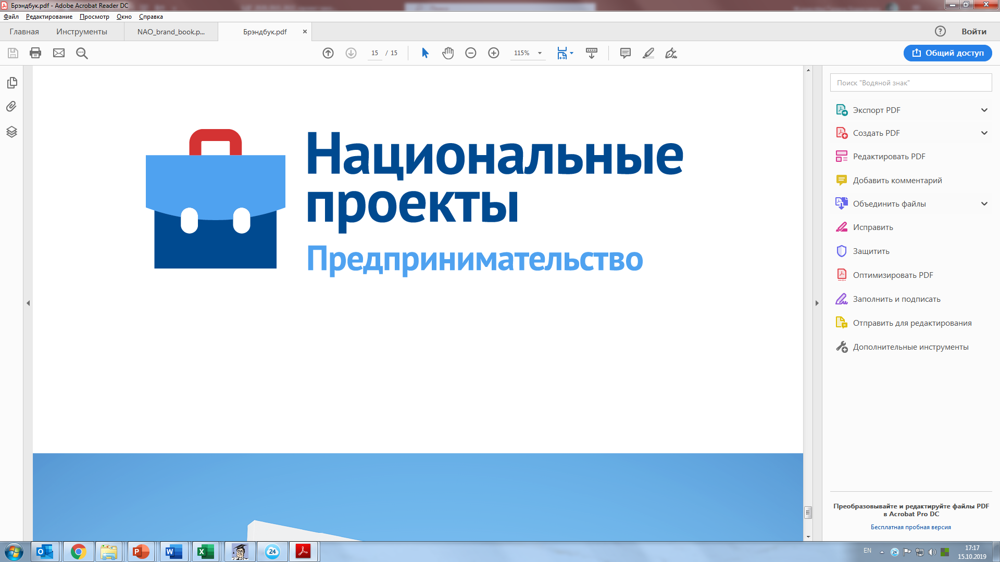 Брэндбук.pdf - Adobe Acrobat Reader DC
Файл Редактирование Просмотр Окно Справка
Главная Инструменты NAO_brand_book.p... Брэндбук.pdf × ? Войти
15 / 15 115% Общий доступ
Поиск "Водяной знак"
Экспорт PDF
Создать PDF
Редактировать PDF
Добавить комментарий
Объединить файлы
Исправить
Защитить
Оптимизировать PDF
Заполнить и подписать
Отправить для редактирования
Дополнительные инструменты
Национальные
проекты
Предпринимательство
Преобразовывайте и редактируйте файлы PDF
в Acrobat Pro DC
Бесплатная пробная версия
EN 24 17:17
15.10.2019
O P W X 24